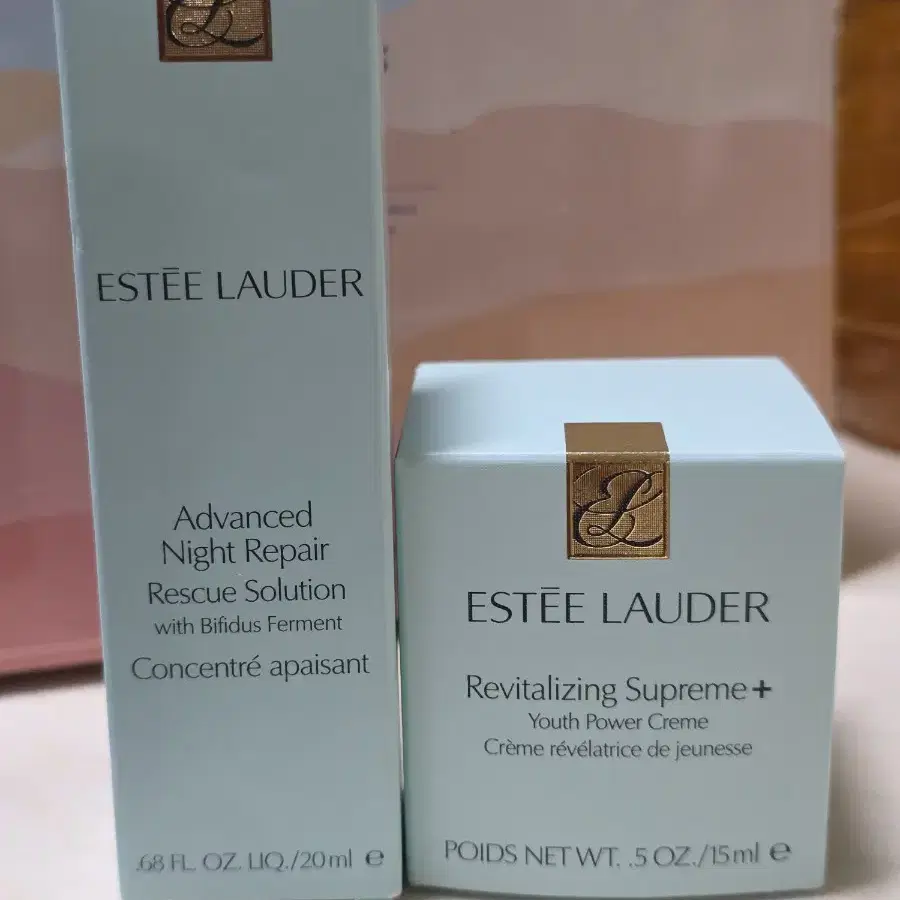 ESTĒE LAUDER
Advanced
Night Repair
Rescue Solution
with Bifidus Ferment
Concentré apaisant
.68 FL. OZ. LIQ./20ml ℮
EL
ESTĒE LAUDER
Revitalizing Supreme+
Youth Power Creme
Crème révélatrice de jeunesse
POIDS NET WT. .5 OZ./15ml ℮